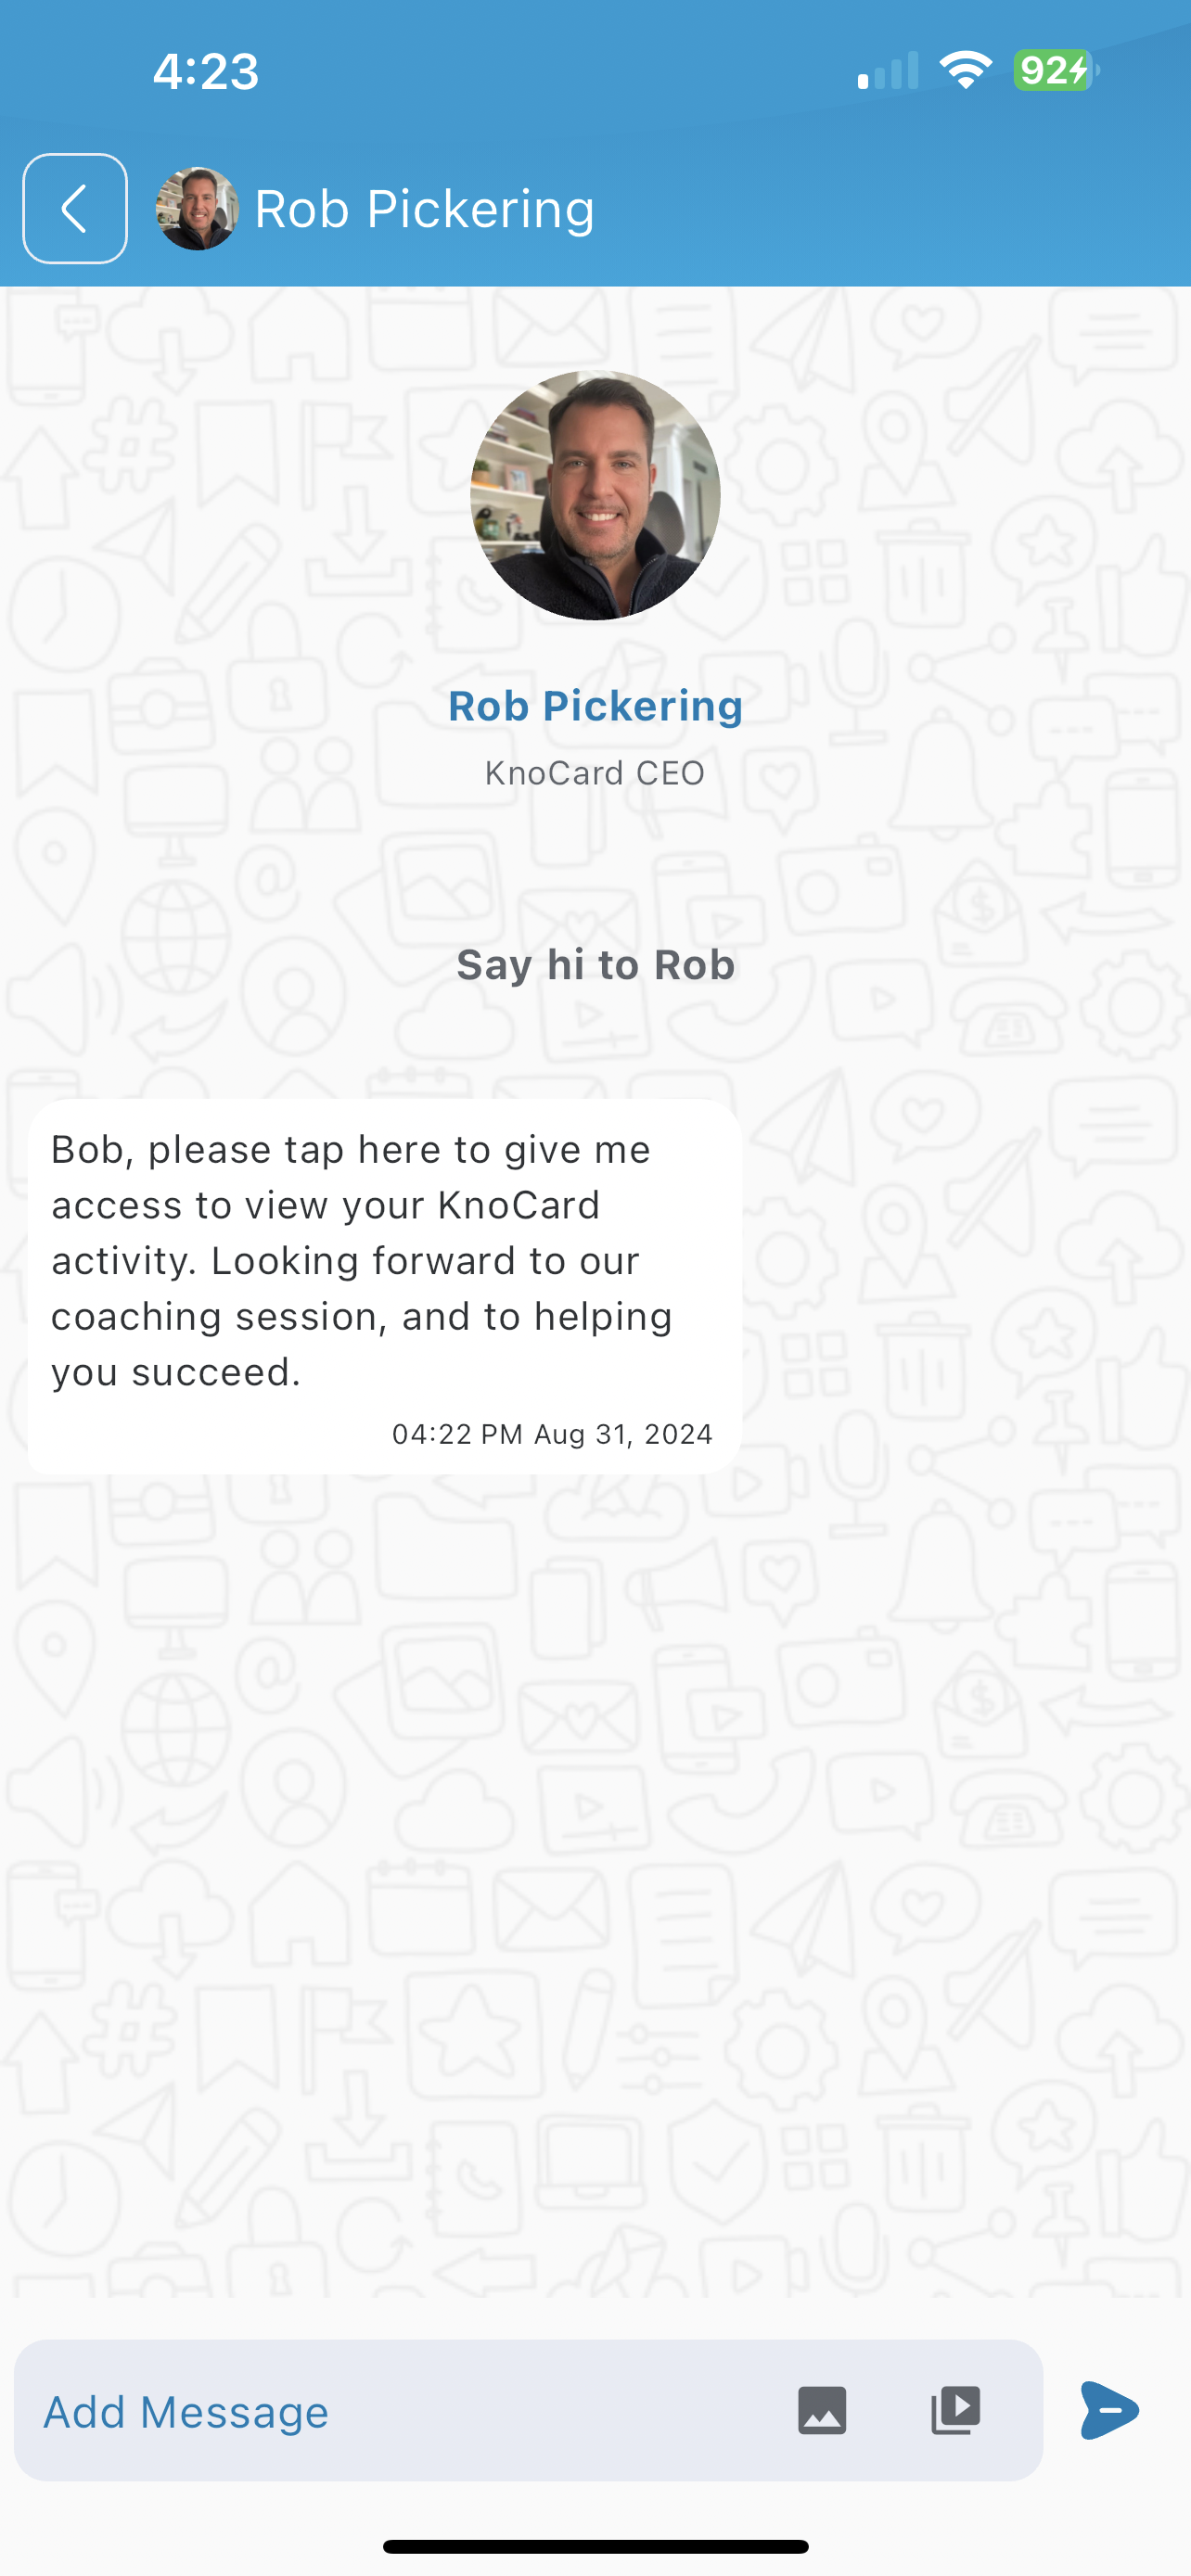 4:23
92
Rob Pickering
Rob Pickering
KnoCard CEO
Say hi to Rob
Bob, please tap here to give me
access to view your KnoCard
activity. Looking forward to our
coaching session, and to helping
you succeed.
04:22 PM Aug 31, 2024
Add Message